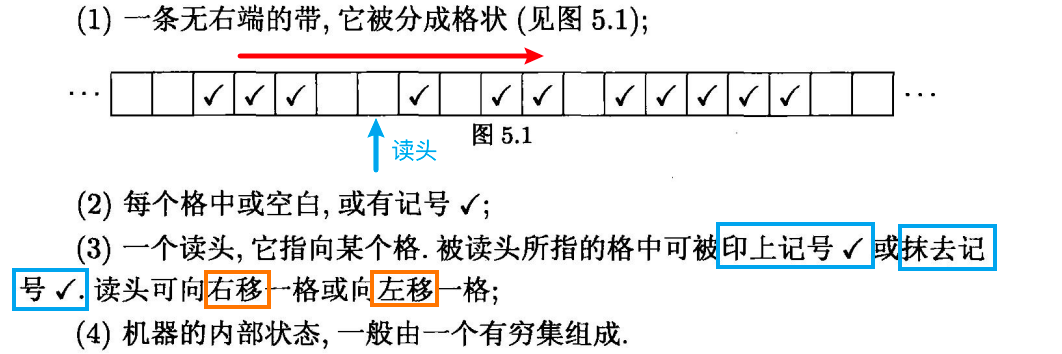 (1) 一条无右端的带, 它被分成格状 (见图 5.1);
··· ✓ ✓ ✓ ✓ ✓ ✓ ✓ ✓ ✓ ✓ ✓ ···
图 5.1
读头
(2) 每个格中或空白, 或有记号 ✓;
(3) 一个读头, 它指向某个格. 被读头所指的格中可被印上记号 ✓ 或抹去记
号 ✓. 读头可向右移一格或向左移一格;
(4) 机器的内部状态, 一般由一个有穷集组成.